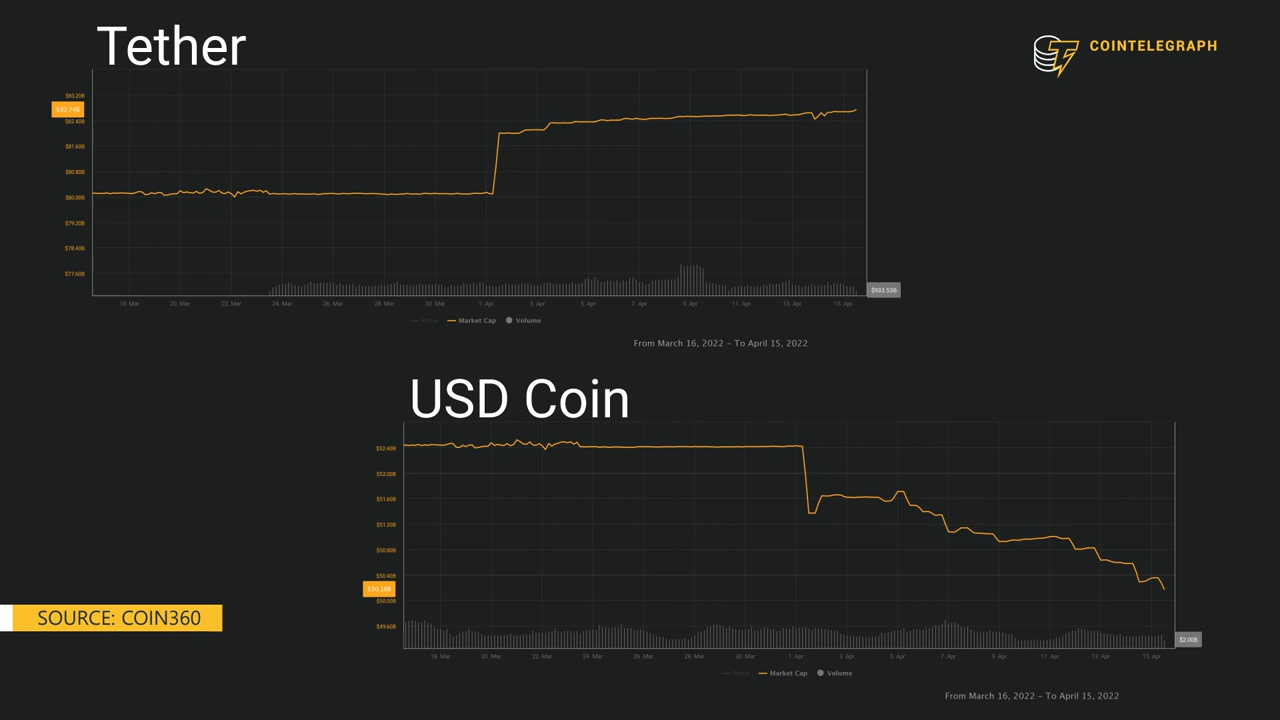 Tether
COINTELEGRAPH
$83.20B
$82.74B
$82.40B
$81.60B
$80.80B
$80.00B
$79.20B
$78.40B
$77.60B
18. Mar 20. Mar 22. Mar 24. Mar 26. Mar 28. Mar 30. Mar 1. Apr 3. Apr 5. Apr 7. Apr 9. Apr 11. Apr 13. Apr 15. Apr
$933.53B
Price Market Cap Volume
From March 16, 2022 – To April 15, 2022
USD Coin
$52.40B
$52.00B
$51.60B
$51.20B
$50.80B
$50.40B
$50.18B
$50.00B
$49.60B
18. Mar 20. Mar 22. Mar 24. Mar 26. Mar 28. Mar 30. Mar 1. Apr 3. Apr 5. Apr 7. Apr 9. Apr 11. Apr 13. Apr 15. Apr
$2.00B
Price Market Cap Volume
From March 16, 2022 – To April 15, 2022
SOURCE: COIN360